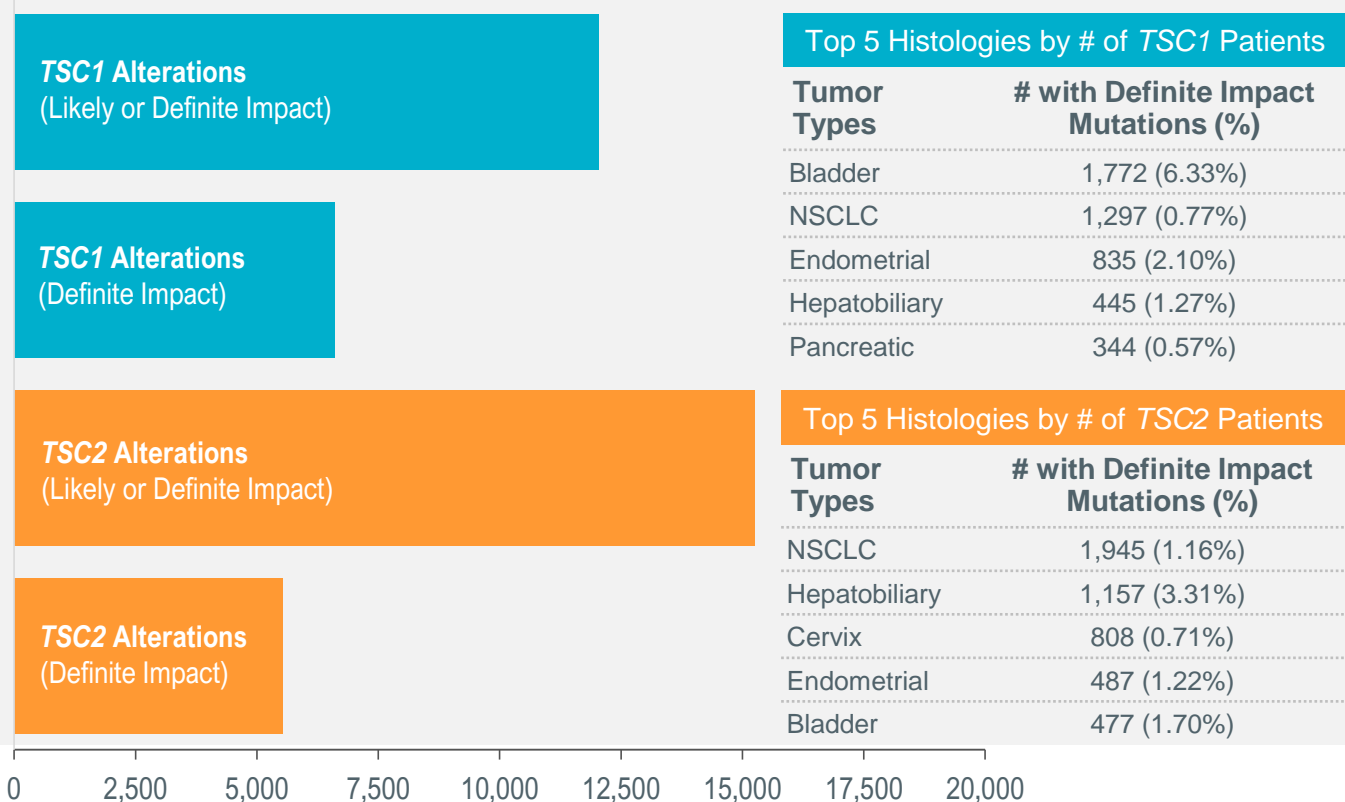 TSC1 Alterations
(Likely or Definite Impact)
TSC1 Alterations
(Definite Impact)
TSC2 Alterations
(Likely or Definite Impact)
TSC2 Alterations
(Definite Impact)
0 2,500 5,000 7,500 10,000 12,500 15,000 17,500 20,000
Top 5 Histologies by # of TSC1 Patients
Tumor Types # with Definite Impact Mutations (%)
Bladder 1,772 (6.33%)
NSCLC 1,297 (0.77%)
Endometrial 835 (2.10%)
Hepatobiliary 445 (1.27%)
Pancreatic 344 (0.57%)
Top 5 Histologies by # of TSC2 Patients
Tumor Types # with Definite Impact Mutations (%)
NSCLC 1,945 (1.16%)
Hepatobiliary 1,157 (3.31%)
Cervix 808 (0.71%)
Endometrial 487 (1.22%)
Bladder 477 (1.70%)